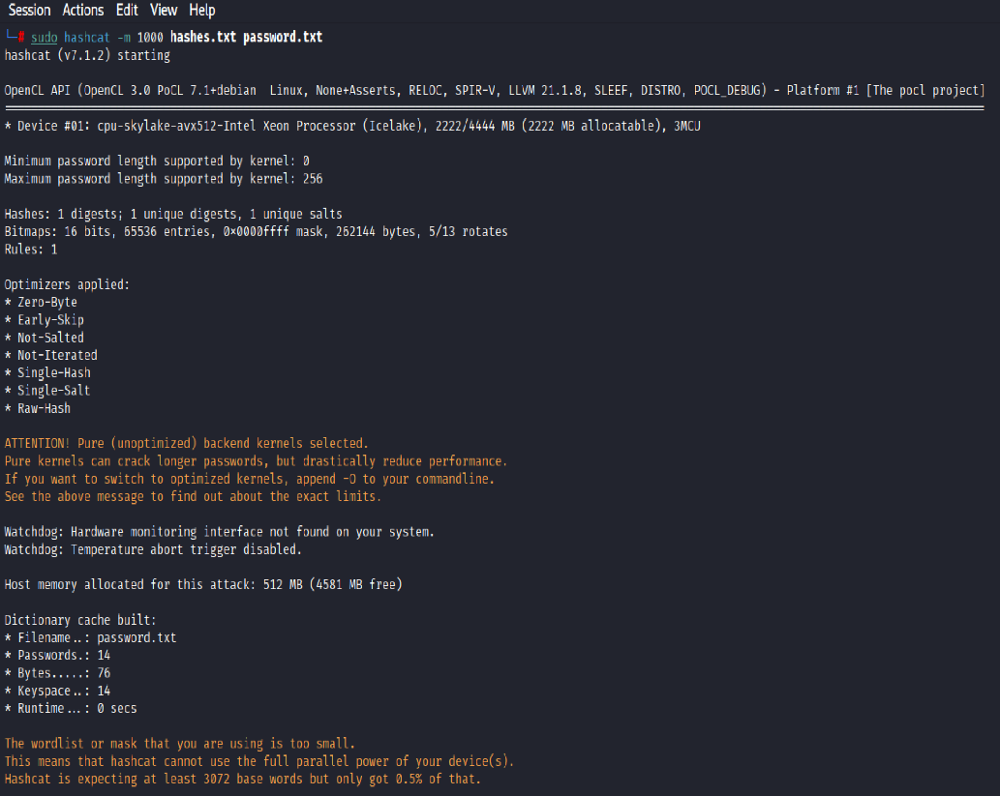 Session Actions Edit View Help
└─# sudo hashcat -m 1000 hashes.txt password.txt
hashcat (v7.1.2) starting
OpenCL API (OpenCL 3.0 PoCL 7.1+debian  Linux, None+Asserts, RELOC, SPIR-V, LLVM 21.1.8, SLEEF, DISTRO, POCL_DEBUG) - Platform #1 [The pocl project]
====================================================================================================================================================
* Device #01: cpu-skylake-avx512-Intel Xeon Processor (Icelake), 2222/4444 MB (2222 MB allocatable), 3MCU
Minimum password length supported by kernel: 0
Maximum password length supported by kernel: 256
Hashes: 1 digests; 1 unique digests, 1 unique salts
Bitmaps: 16 bits, 65536 entries, 0x0000ffff mask, 262144 bytes, 5/13 rotates
Rules: 1
Optimizers applied:
* Zero-Byte
* Early-Skip
* Not-Salted
* Not-Iterated
* Single-Hash
* Single-Salt
* Raw-Hash
ATTENTION! Pure (unoptimized) backend kernels selected.
Pure kernels can crack longer passwords, but drastically reduce performance.
If you want to switch to optimized kernels, append -O to your commandline.
See the above message to find out about the exact limits.
Watchdog: Hardware monitoring interface not found on your system.
Watchdog: Temperature abort trigger disabled.
Host memory allocated for this attack: 512 MB (4581 MB free)
Dictionary cache built:
* Filename..: password.txt
* Passwords.: 14
* Bytes.....: 76
* Keyspace..: 14
* Runtime...: 0 secs
The wordlist or mask that you are using is too small.
This means that hashcat cannot use the full parallel power of your device(s).
Hashcat is expecting at least 3072 base words but only got 0.5% of that.